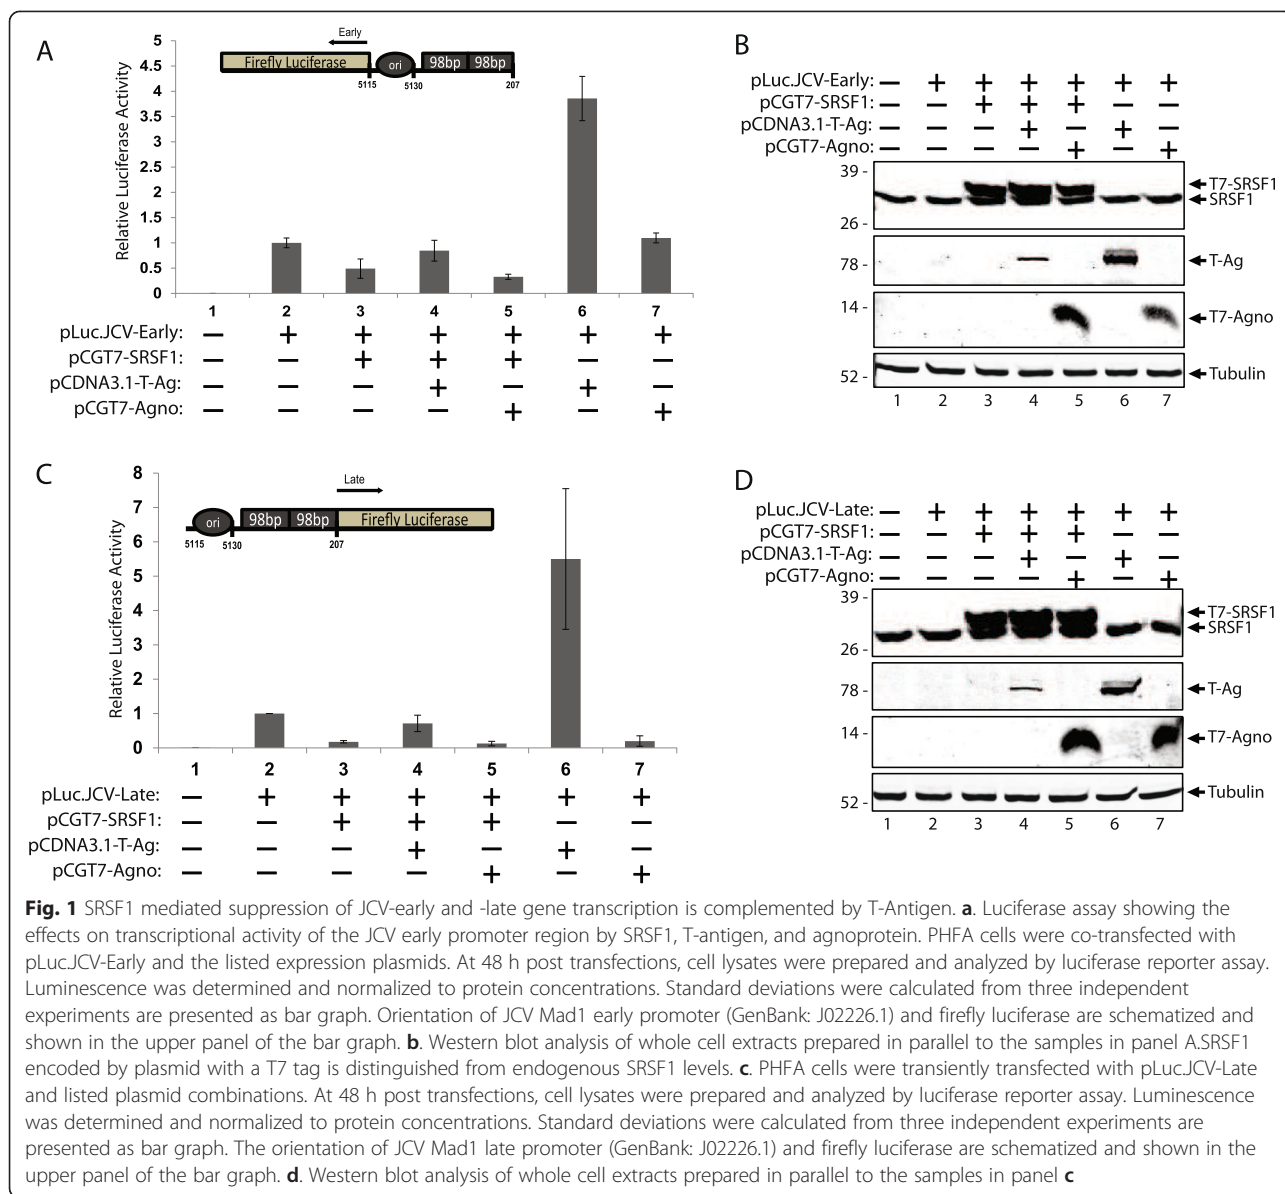 A
5
4.5
4
3.5
3
2.5
2
1.5
1
0.5
0
Relative Luciferase Activity
Early
Firefly Luciferase
ori
98bp
98bp
5115
5130
207
1 2 3 4 5 6 7
pLuc.JCV-Early: — + + + + + +
pCGT7-SRSF1: — — + + + — —
pCDNA3.1-T-Ag: — — — + — + —
pCGT7-Agno: — — — — + — +
B
pLuc.JCV-Early: — + + + + + +
pCGT7-SRSF1: — — + + + — —
pCDNA3.1-T-Ag: — — — + — + —
pCGT7-Agno: — — — — + — +
39 -
T7-SRSF1
SRSF1
26 -
78 -
T-Ag
14 -
T7-Agno
52 -
Tubulin
1 2 3 4 5 6 7
C
8
7
6
5
4
3
2
1
0
Relative Luciferase Activity
Late
ori
98bp
98bp
Firefly Luciferase
5115
5130
207
1 2 3 4 5 6 7
pLuc.JCV-Late: — + + + + + +
pCGT7-SRSF1: — — + + + — —
pCDNA3.1-T-Ag: — — — + — + —
pCGT7-Agno: — — — — + — +
D
pLuc.JCV-Late: — + + + + + +
pCGT7-SRSF1: — — + + + — —
pCDNA3.1-T-Ag: — — — + — + —
pCGT7-Agno: — — — — + — +
39 -
T7-SRSF1
SRSF1
26 -
78 -
T-Ag
14 -
T7-Agno
52 -
Tubulin
1 2 3 4 5 6 7
Fig. 1 SRSF1 mediated suppression of JCV-early and -late gene transcription is complemented by T-Antigen. a. Luciferase assay showing the
effects on transcriptional activity of the JCV early promoter region by SRSF1, T-antigen, and agnoprotein. PHFA cells were co-transfected with
pLuc.JCV-Early and the listed expression plasmids. At 48 h post transfections, cell lysates were prepared and analyzed by luciferase reporter assay.
Luminescence was determined and normalized to protein concentrations. Standard deviations were calculated from three independent
experiments are presented as bar graph. Orientation of JCV Mad1 early promoter (GenBank: J02226.1) and firefly luciferase are schematized and
shown in the upper panel of the bar graph. b. Western blot analysis of whole cell extracts prepared in parallel to the samples in panel A.SRSF1
encoded by plasmid with a T7 tag is distinguished from endogenous SRSF1 levels. c. PHFA cells were transiently transfected with pLuc.JCV-Late
and listed plasmid combinations. At 48 h post transfections, cell lysates were prepared and analyzed by luciferase reporter assay. Luminescence
was determined and normalized to protein concentrations. Standard deviations were calculated from three independent experiments are
presented as bar graph. The orientation of JCV Mad1 late promoter (GenBank: J02226.1) and firefly luciferase are schematized and shown in the
upper panel of the bar graph. d. Western blot analysis of whole cell extracts prepared in parallel to the samples in panel c